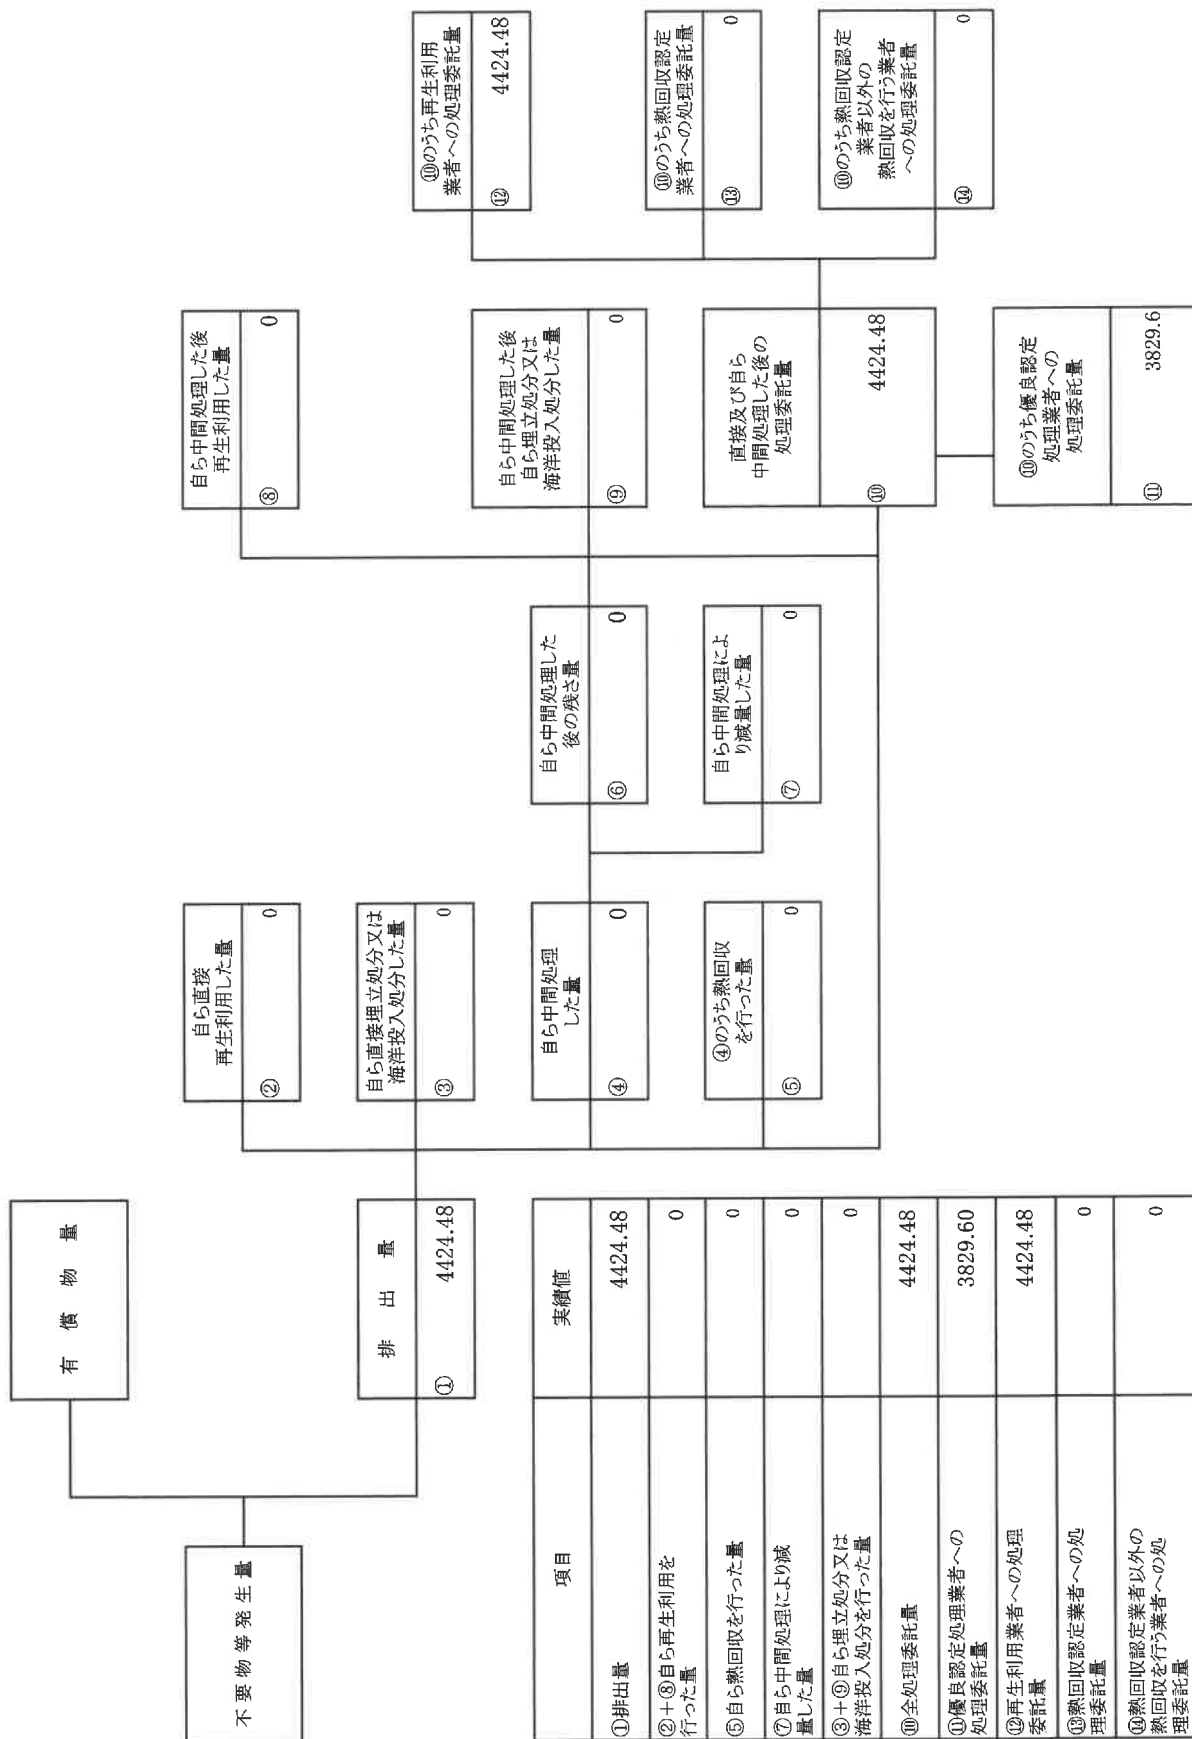 不要物等発生量
有償物量
排出量
① 4424.48
自ら直接
再生利用した量
② 0
自ら直接埋立処分又は
海洋投入処分した量
③ 0
自ら中間処理
した量
④ 0
④のうち熱回収
を行った量
⑤ 0
自ら中間処理した
後の残さ量
⑥ 0
自ら中間処理によ
り減量した量
⑦ 0
自ら中間処理した後
再生利用した量
⑧ 0
自ら中間処理した後
自ら埋立処分又は
海洋投入処分した量
⑨ 0
直接及び自ら
中間処理した後の
処理委託量
⑩ 4424.48
⑩のうち優良認定
処理業者への
処理委託量
⑪ 3829.6
⑩のうち再生利用
業者への処理委託量
⑫ 4424.48
⑩のうち熱回収認定
業者への処理委託量
⑬ 0
⑩のうち熱回収認定
業者以外の
熱回収を行う業者
への処理委託量
⑭ 0
項目 実績値
①排出量 4424.48
②+⑧自ら再生利用を
行った量 0
⑤自ら熱回収を行った量 0
⑦自ら中間処理により減
量した量 0
③+⑨自ら埋立処分又は
海洋投入処分を行った量 0
⑩全処理委託量 4424.48
⑪優良認定処理業者への
処理委託量 3829.60
⑫再生利用業者への処理
委託量 4424.48
⑬熱回収認定業者への処
理委託量 0
⑭熱回収認定業者以外の
熱回収を行う業者への処
理委託量 0